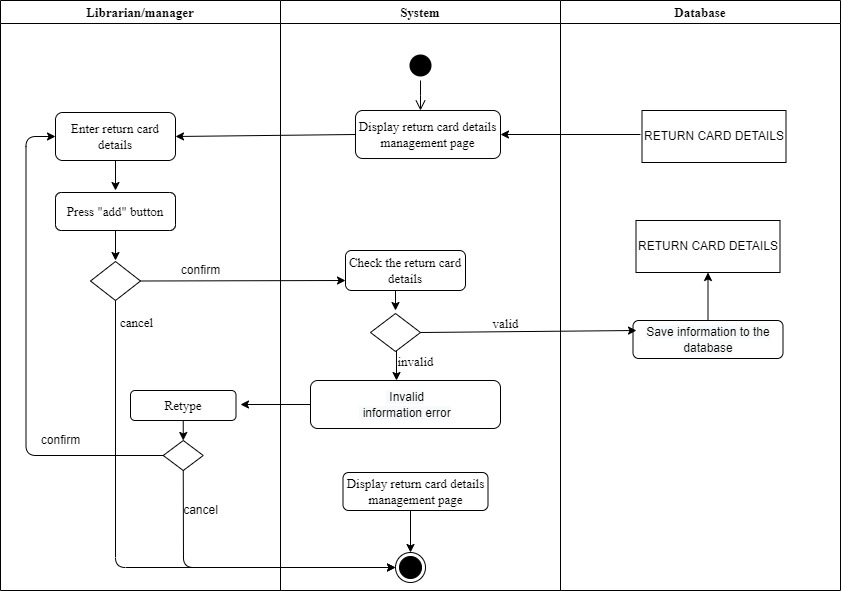 Librarian/manager
System
Database
Display return card details
management page
RETURN CARD DETAILS
Enter return card
details
Press "add" button
confirm
Check the return card
details
RETURN CARD DETAILS
cancel
valid
Save information to the
database
invalid
Invalid
information error
Retype
confirm
Display return card details
management page
cancel